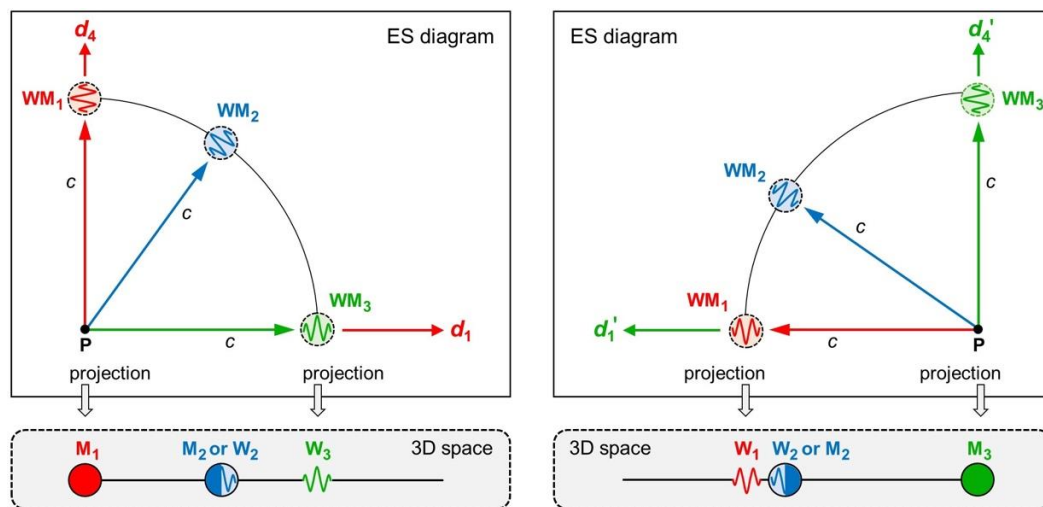 d₄
ES diagram
WM₁
WM₂
c
c
WM₃
P
c
d₁
projection
projection
M₁
M₂ or W₂
W₃
3D space
ES diagram
d₄'
WM₃
WM₂
c
c
WM₁
d₁'
c
P
projection
projection
3D space
W₁
W₂ or M₂
M₃